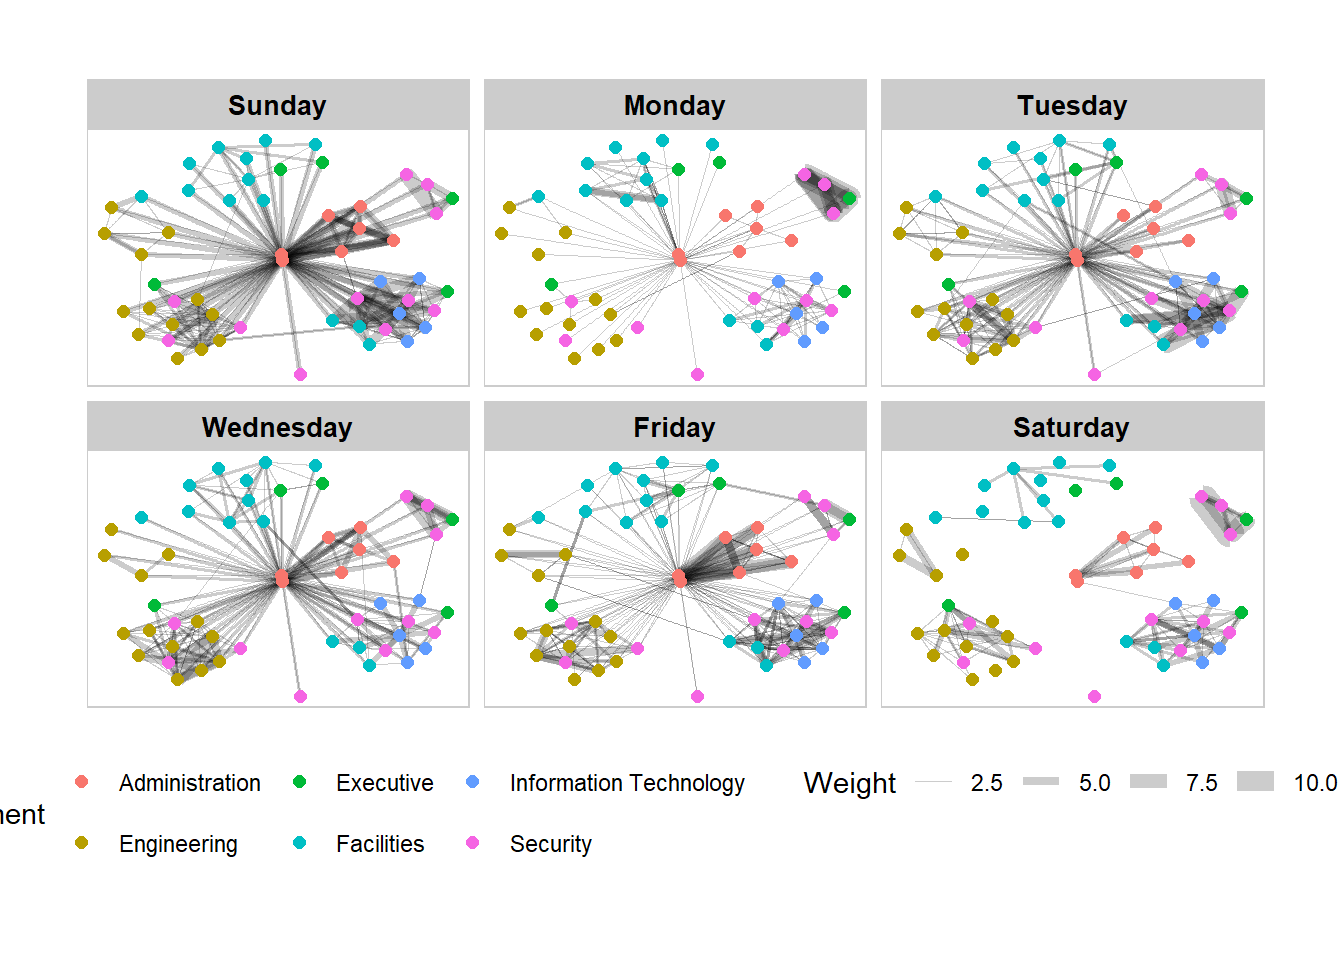 Sunday Monday Tuesday
Wednesday Friday Saturday
Administration Executive Information Technology Weight 2.5 5.0 7.5 10.0
Engineering Facilities Security